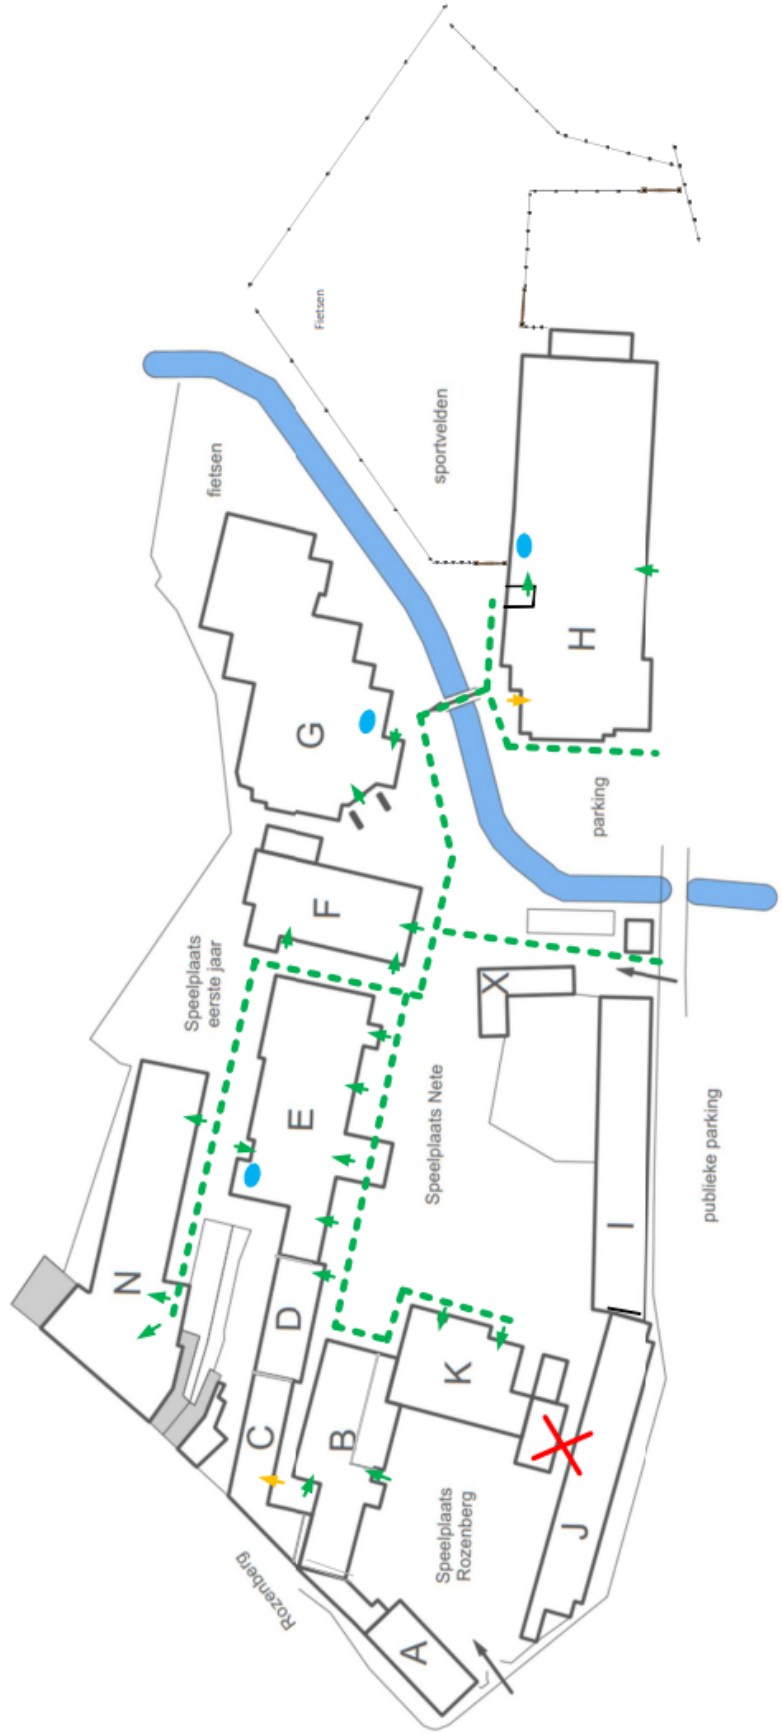 N
Speelplaats
eerste jaar
fietsen
Rozenberg
C
D
E
G
Fietsen
F
B
A
Speelplaats Nete
sportvelden
Speelplaats
Rozenberg
K
X
J
H
parking
I
publieke parking